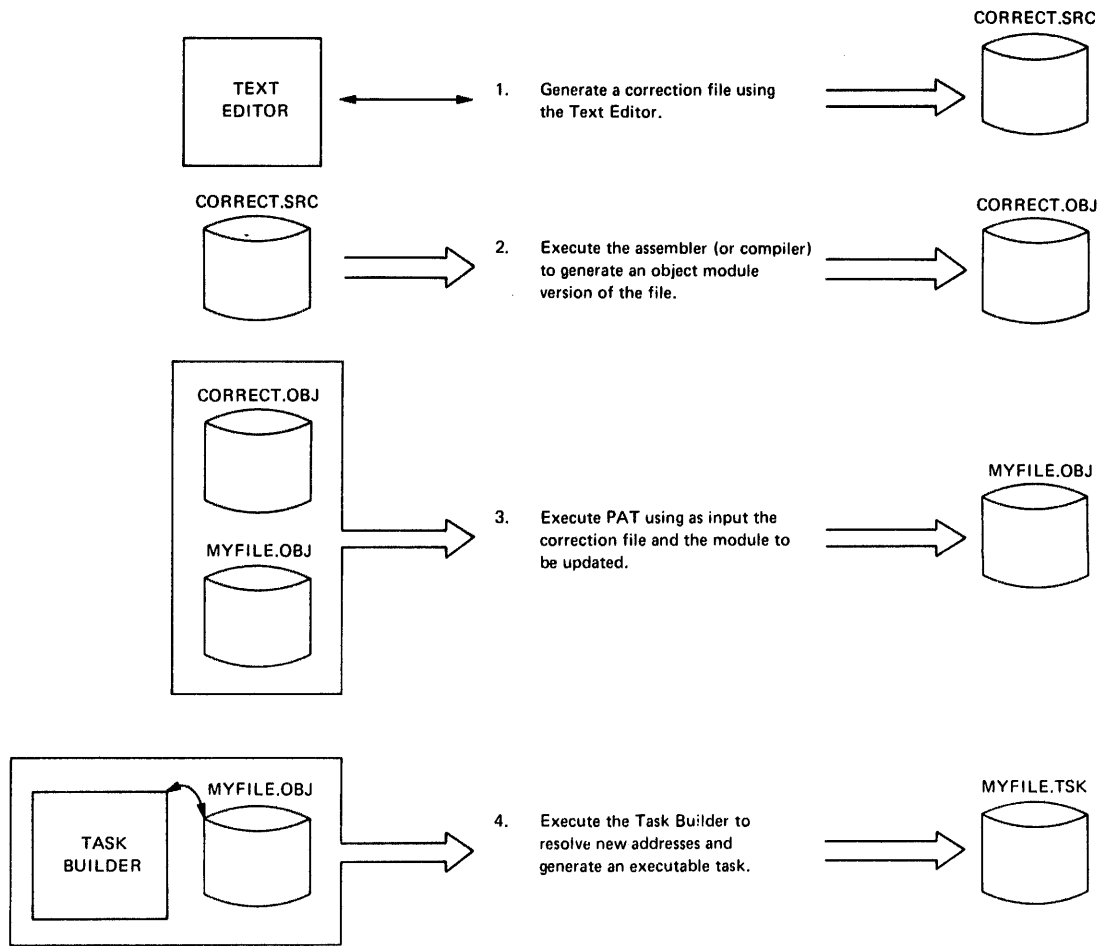 CORRECT.SRC
TEXT
EDITOR
1. Generate a correction file using
the Text Editor.
CORRECT.SRC
CORRECT.OBJ
2. Execute the assembler (or compiler)
to generate an object module
version of the file.
CORRECT.OBJ
MYFILE.OBJ
3. Execute PAT using as input the
correction file and the module to
be updated.
MYFILE.OBJ
MYFILE.OBJ
TASK
BUILDER
4. Execute the Task Builder to
resolve new addresses and
generate an executable task.
MYFILE.TSK